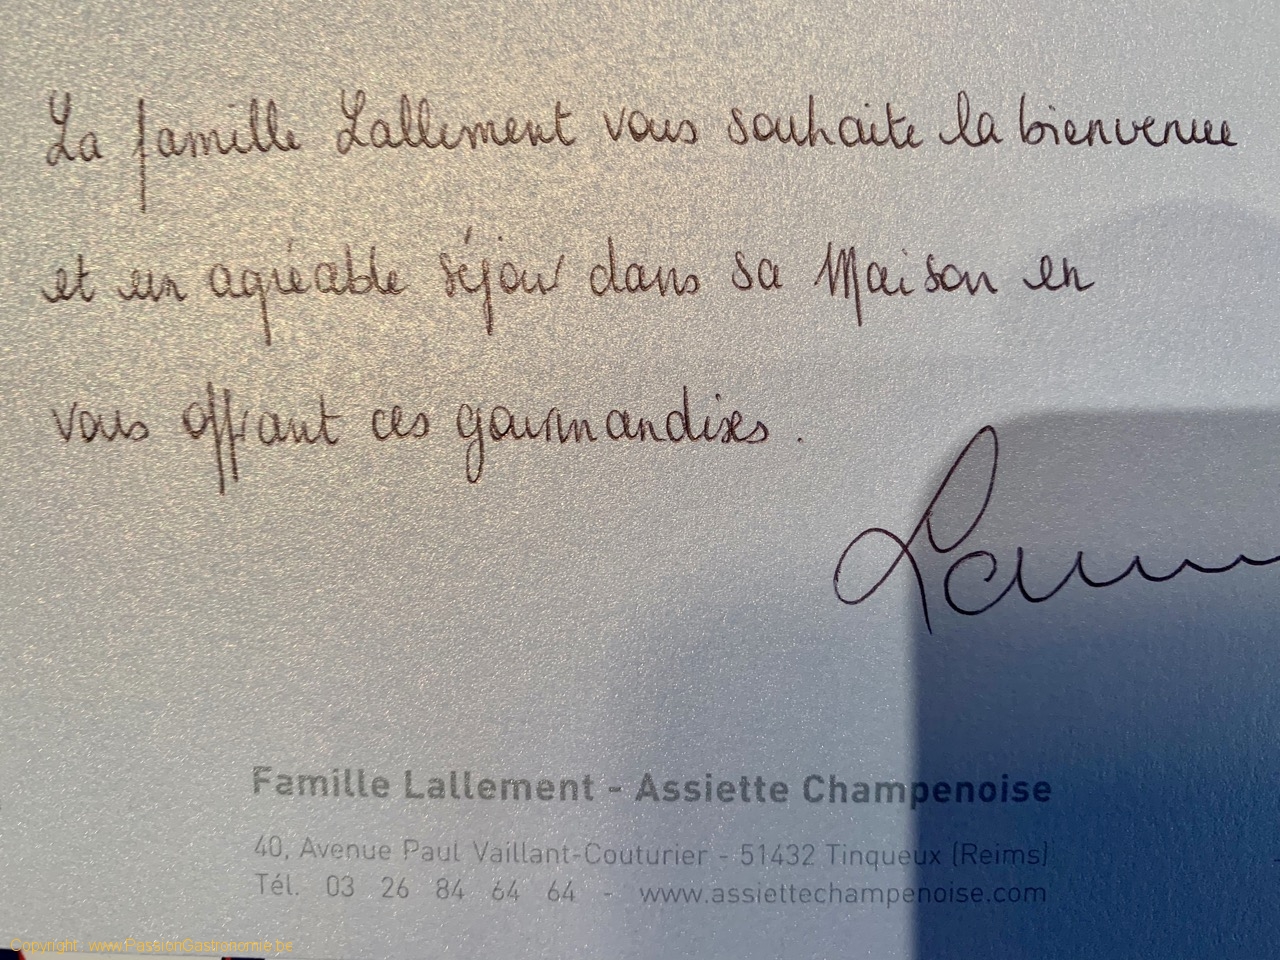 La famille Lallement vous souhaite la bienvenue
et un agréable séjour dans sa Maison en
vous offrant ces gourmandises.
Famille Lallement - Assiette Champenoise
40, Avenue Paul Vaillant-Couturier - 51432 Tinqueux (Reims)
Tél. 03 26 84 64 64 - www.assiettechampenoise.com
Copyright : www.PassionGastronomie.be